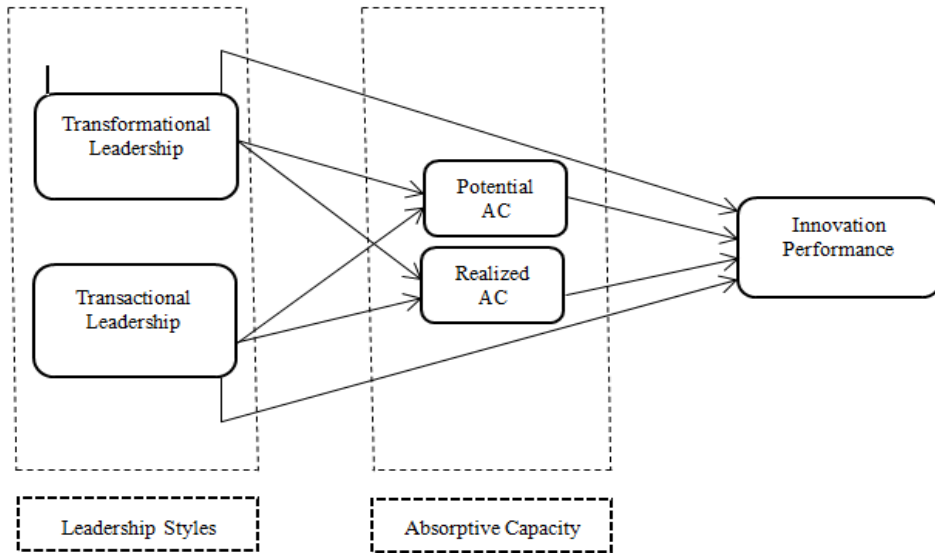 Transformational
Leadership
Potential
AC
Innovation
Performance
Realized
AC
Transactional
Leadership
Leadership Styles
Absorptive Capacity